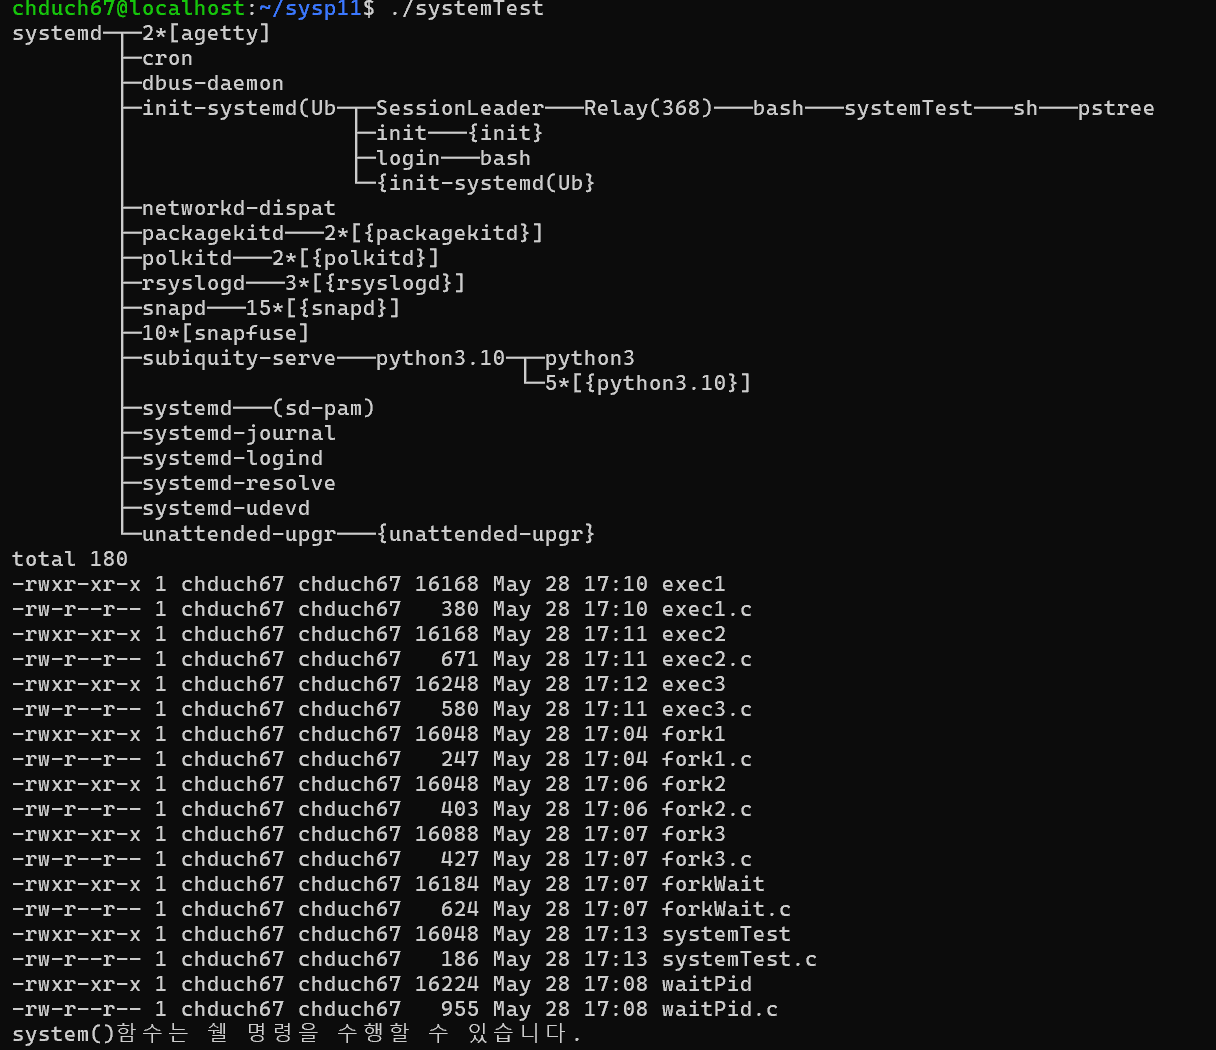 chduch67@localhost:~/sysp11$ ./systemTest
systemd─┬─2*[agetty]
        ├─cron
        ├─dbus-daemon
        ├─init-systemd(Ub─┬─SessionLeader───Relay(368)───bash───systemTest───sh───pstree
        │                 ├─init───{init}
        │                 ├─login───bash
        │                 └─{init-systemd(Ub}
        ├─networkd-dispat
        ├─packagekitd───2*[{packagekitd}]
        ├─polkitd───2*[{polkitd}]
        ├─rsyslogd───3*[{rsyslogd}]
        ├─snapd───15*[{snapd}]
        ├─10*[snapfuse]
        ├─subiquity-serve───python3.10─┬─python3
        │                              └─5*[{python3.10}]
        ├─systemd───(sd-pam)
        ├─systemd-journal
        ├─systemd-logind
        ├─systemd-resolve
        ├─systemd-udevd
        └─unattended-upgr───{unattended-upgr}
total 180
-rwxr-xr-x 1 chduch67 chduch67 16168 May 28 17:10 exec1
-rw-r--r-- 1 chduch67 chduch67   380 May 28 17:10 exec1.c
-rwxr-xr-x 1 chduch67 chduch67 16168 May 28 17:11 exec2
-rw-r--r-- 1 chduch67 chduch67   671 May 28 17:11 exec2.c
-rwxr-xr-x 1 chduch67 chduch67 16248 May 28 17:12 exec3
-rw-r--r-- 1 chduch67 chduch67   580 May 28 17:11 exec3.c
-rwxr-xr-x 1 chduch67 chduch67 16048 May 28 17:04 fork1
-rw-r--r-- 1 chduch67 chduch67   247 May 28 17:04 fork1.c
-rwxr-xr-x 1 chduch67 chduch67 16048 May 28 17:06 fork2
-rw-r--r-- 1 chduch67 chduch67   403 May 28 17:06 fork2.c
-rwxr-xr-x 1 chduch67 chduch67 16088 May 28 17:07 fork3
-rw-r--r-- 1 chduch67 chduch67   427 May 28 17:07 fork3.c
-rwxr-xr-x 1 chduch67 chduch67 16184 May 28 17:07 forkWait
-rw-r--r-- 1 chduch67 chduch67   624 May 28 17:07 forkWait.c
-rwxr-xr-x 1 chduch67 chduch67 16048 May 28 17:13 systemTest
-rw-r--r-- 1 chduch67 chduch67   186 May 28 17:13 systemTest.c
-rwxr-xr-x 1 chduch67 chduch67 16224 May 28 17:08 waitPid
-rw-r--r-- 1 chduch67 chduch67   955 May 28 17:08 waitPid.c
system()함수는 쉘 명령을 수행할 수 있습니다.